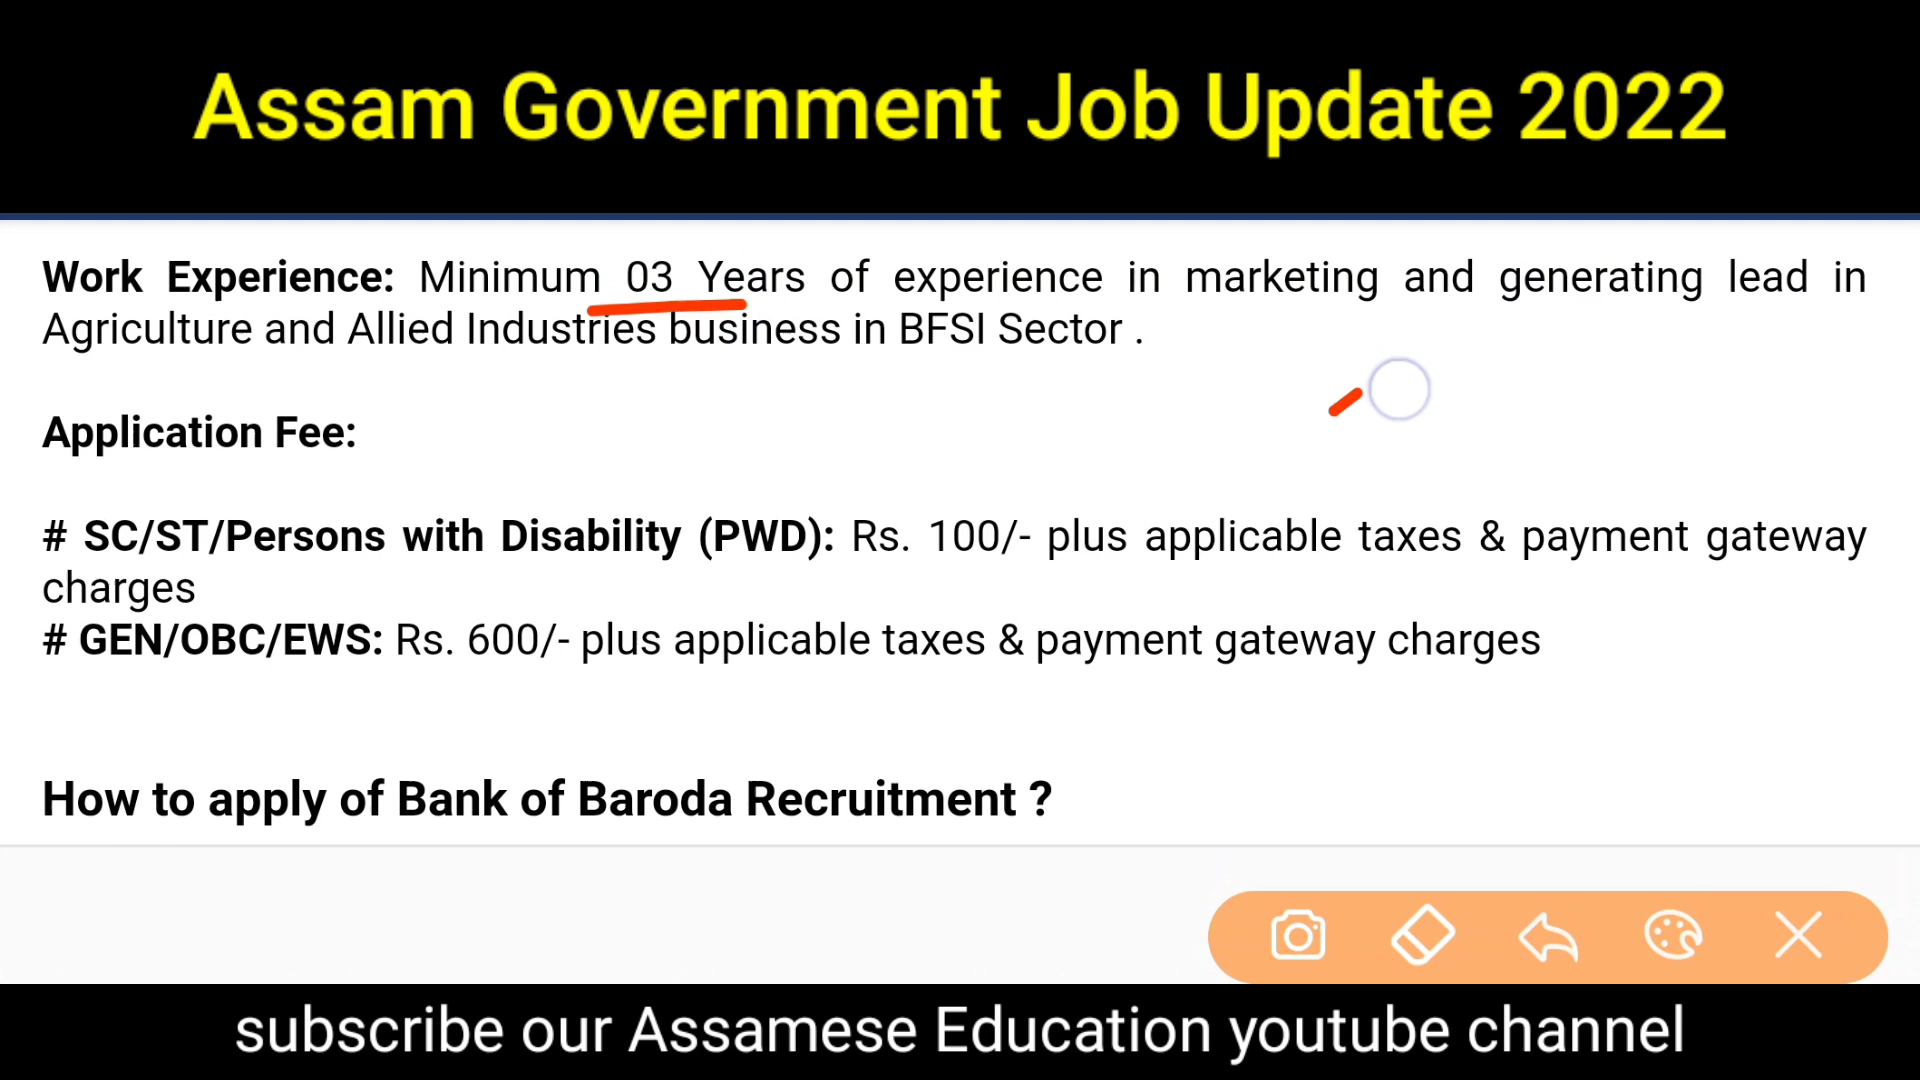 Assam Government Job Update 2022
Work Experience: Minimum 03 Years of experience in marketing and generating lead in
Agriculture and Allied Industries business in BFSI Sector .
Application Fee:
# SC/ST/Persons with Disability (PWD): Rs. 100/- plus applicable taxes & payment gateway
charges
# GEN/OBC/EWS: Rs. 600/- plus applicable taxes & payment gateway charges
How to apply of Bank of Baroda Recruitment ?
subscribe our Assamese Education youtube channel